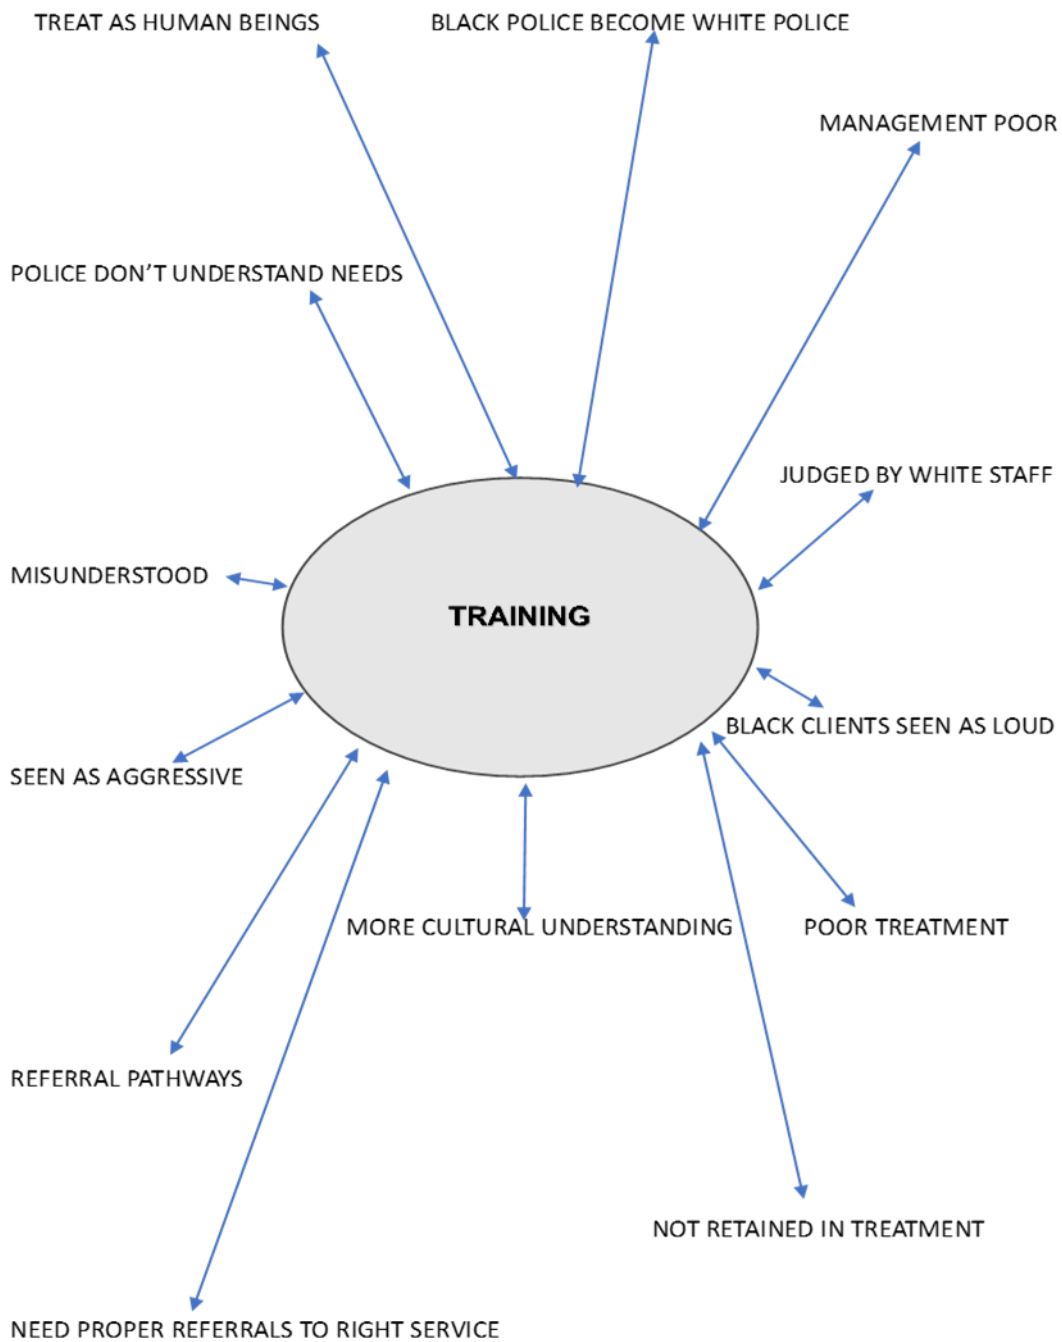 TREAT AS HUMAN BEINGS
BLACK POLICE BECOME WHITE POLICE
MANAGEMENT POOR
POLICE DON’T UNDERSTAND NEEDS
JUDGED BY WHITE STAFF
MISUNDERSTOOD
TRAINING
BLACK CLIENTS SEEN AS LOUD
SEEN AS AGGRESSIVE
MORE CULTURAL UNDERSTANDING
POOR TREATMENT
REFERRAL PATHWAYS
NOT RETAINED IN TREATMENT
NEED PROPER REFERRALS TO RIGHT SERVICE